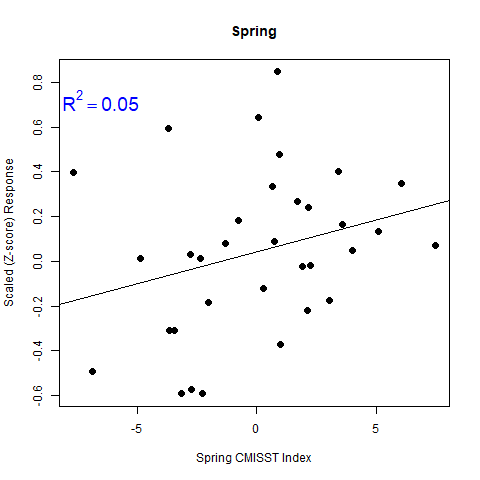 Spring
R² = 0.05
0.8
0.6
0.4
0.2
0.0
-0.2
-0.4
-0.6
Scaled (Z-score) Response
-5 0 5
Spring CMISST Index